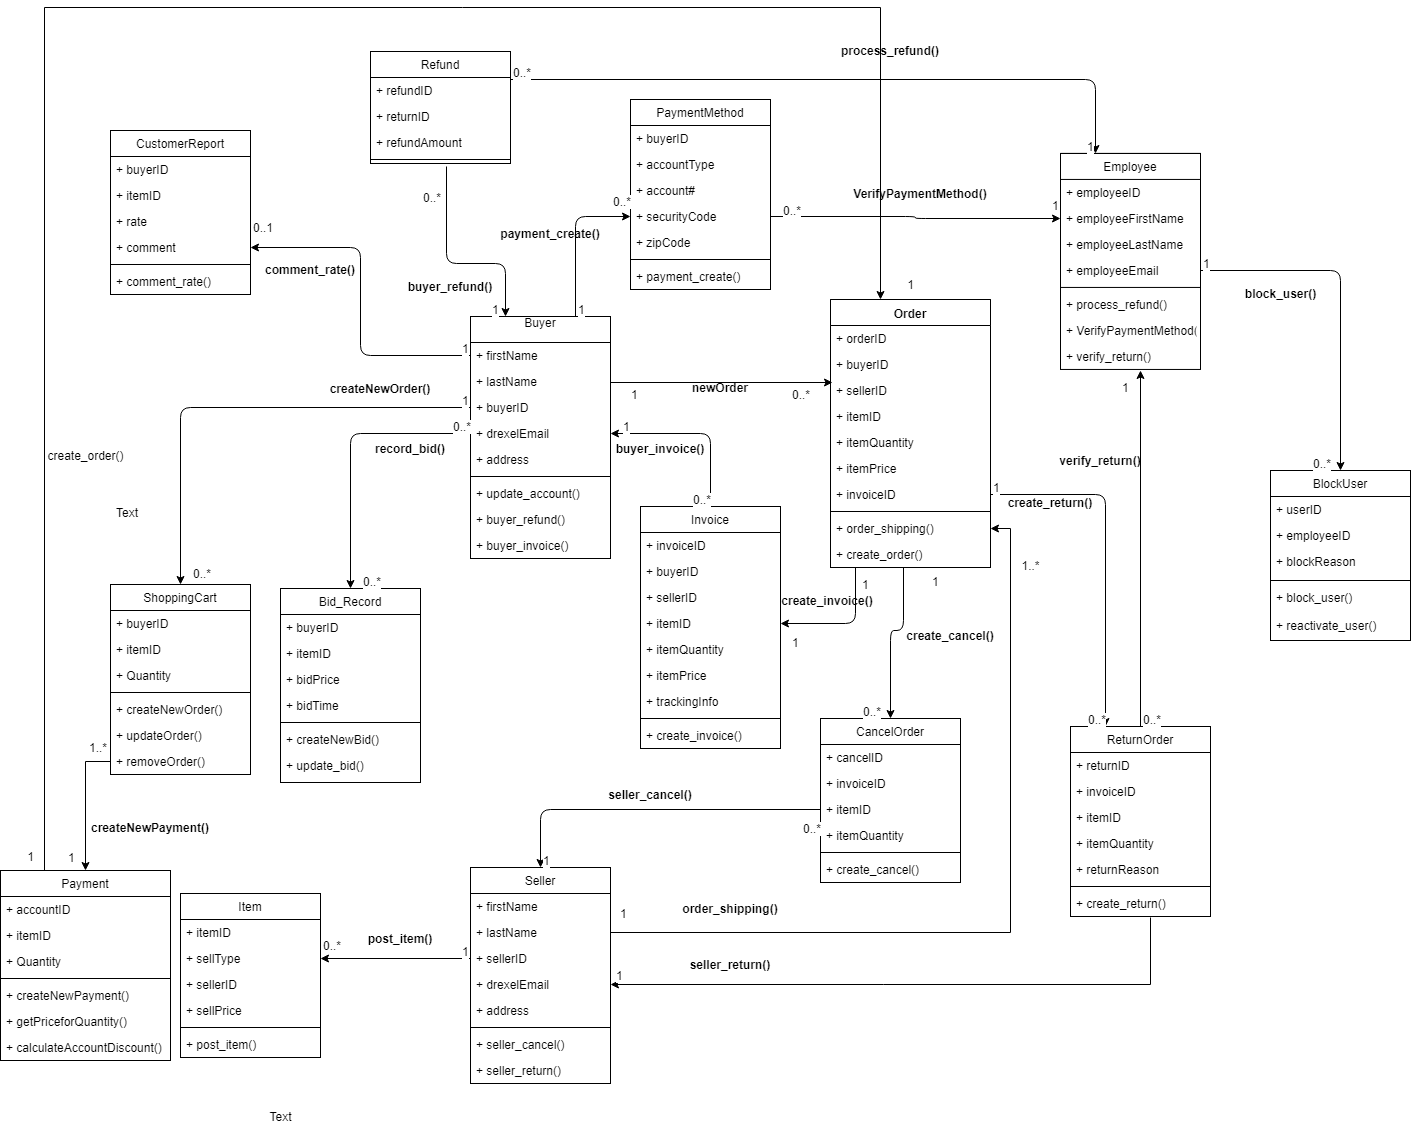 process_refund()
Refund
0..*
+ refundID
+ returnID
+ refundAmount
PaymentMethod
+ buyerID
+ accountType
+ account#
+ securityCode
+ zipCode
+ payment_create()
CustomerReport
+ buyerID
+ itemID
+ rate
+ comment
+ comment_rate()
1
Employee
+ employeeID
+ employeeFirstName
+ employeeLastName
+ employeeEmail
+ process_refund()
+ VerifyPaymentMethod(
+ verify_return()
0..*
0..*
0..*
VerifyPaymentMethod()
1
0..1
payment_create()
comment_rate()
buyer_refund()
1
block_user()
1
1
1
Buyer
+ firstName
+ lastName
+ buyerID
+ drexelEmail
+ address
+ update_account()
+ buyer_refund()
+ buyer_invoice()
Order
+ orderID
+ buyerID
+ sellerID
+ itemID
+ itemQuantity
+ itemPrice
+ invoiceID
+ order_shipping()
+ create_order()
1
createNewOrder()
1
newOrder
1
0..*
1
0..*
record_bid()
1
buyer_invoice()
create_order()
verify_return()
0..*
BlockUser
+ userID
+ employeeID
+ blockReason
+ block_user()
+ reactivate_user()
1
create_return()
0..*
Invoice
+ invoiceID
+ buyerID
+ sellerID
+ itemID
+ itemQuantity
+ itemPrice
+ trackingInfo
+ create_invoice()
Text
1..*
0..*
ShoppingCart
+ buyerID
+ itemID
+ Quantity
+ createNewOrder()
+ updateOrder()
+ removeOrder()
0..*
Bid_Record
+ buyerID
+ itemID
+ bidPrice
+ bidTime
+ createNewBid()
+ update_bid()
1
1
create_invoice()
create_cancel()
1
0..*
CancelOrder
+ cancelID
+ invoiceID
+ itemID
+ itemQuantity
+ create_cancel()
0..*
0..*
0..*
ReturnOrder
+ returnID
+ invoiceID
+ itemID
+ itemQuantity
+ returnReason
+ create_return()
1..*
createNewPayment()
seller_cancel()
1
1
1
Payment
+ accountID
+ itemID
+ Quantity
+ createNewPayment()
+ getPriceforQuantity()
+ calculateAccountDiscount()
Item
+ itemID
+ sellType
+ sellerID
+ sellPrice
+ post_item()
Seller
+ firstName
+ lastName
+ sellerID
+ drexelEmail
+ address
+ seller_cancel()
+ seller_return()
1
order_shipping()
0..*
post_item()
1
seller_return()
1
Text